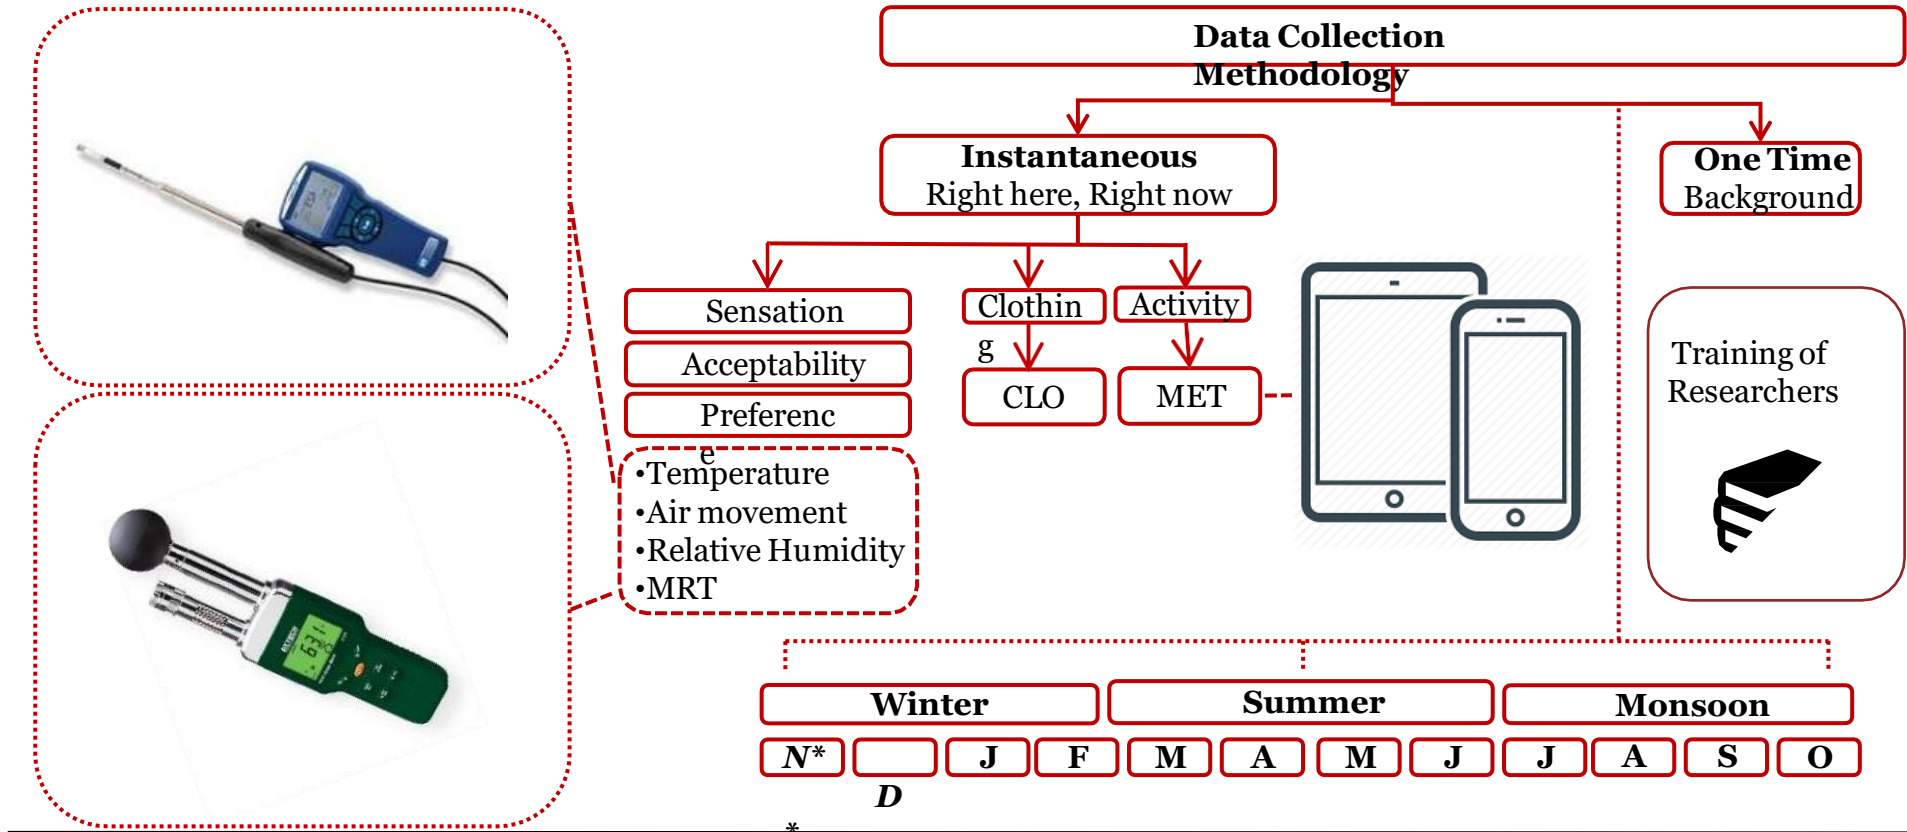 Data Collection
Methodology
Instantaneous
Right here, Right now
One Time
Background
Sensation
Clothin
g
Activity
Acceptability
Preferenc
e
CLO
MET
Training of
Researchers
•Temperature
•Air movement
•Relative Humidity
•MRT
Winter
Summer
Monsoon
N*
D
J
F
M
A
M
J
J
A
S
O
*